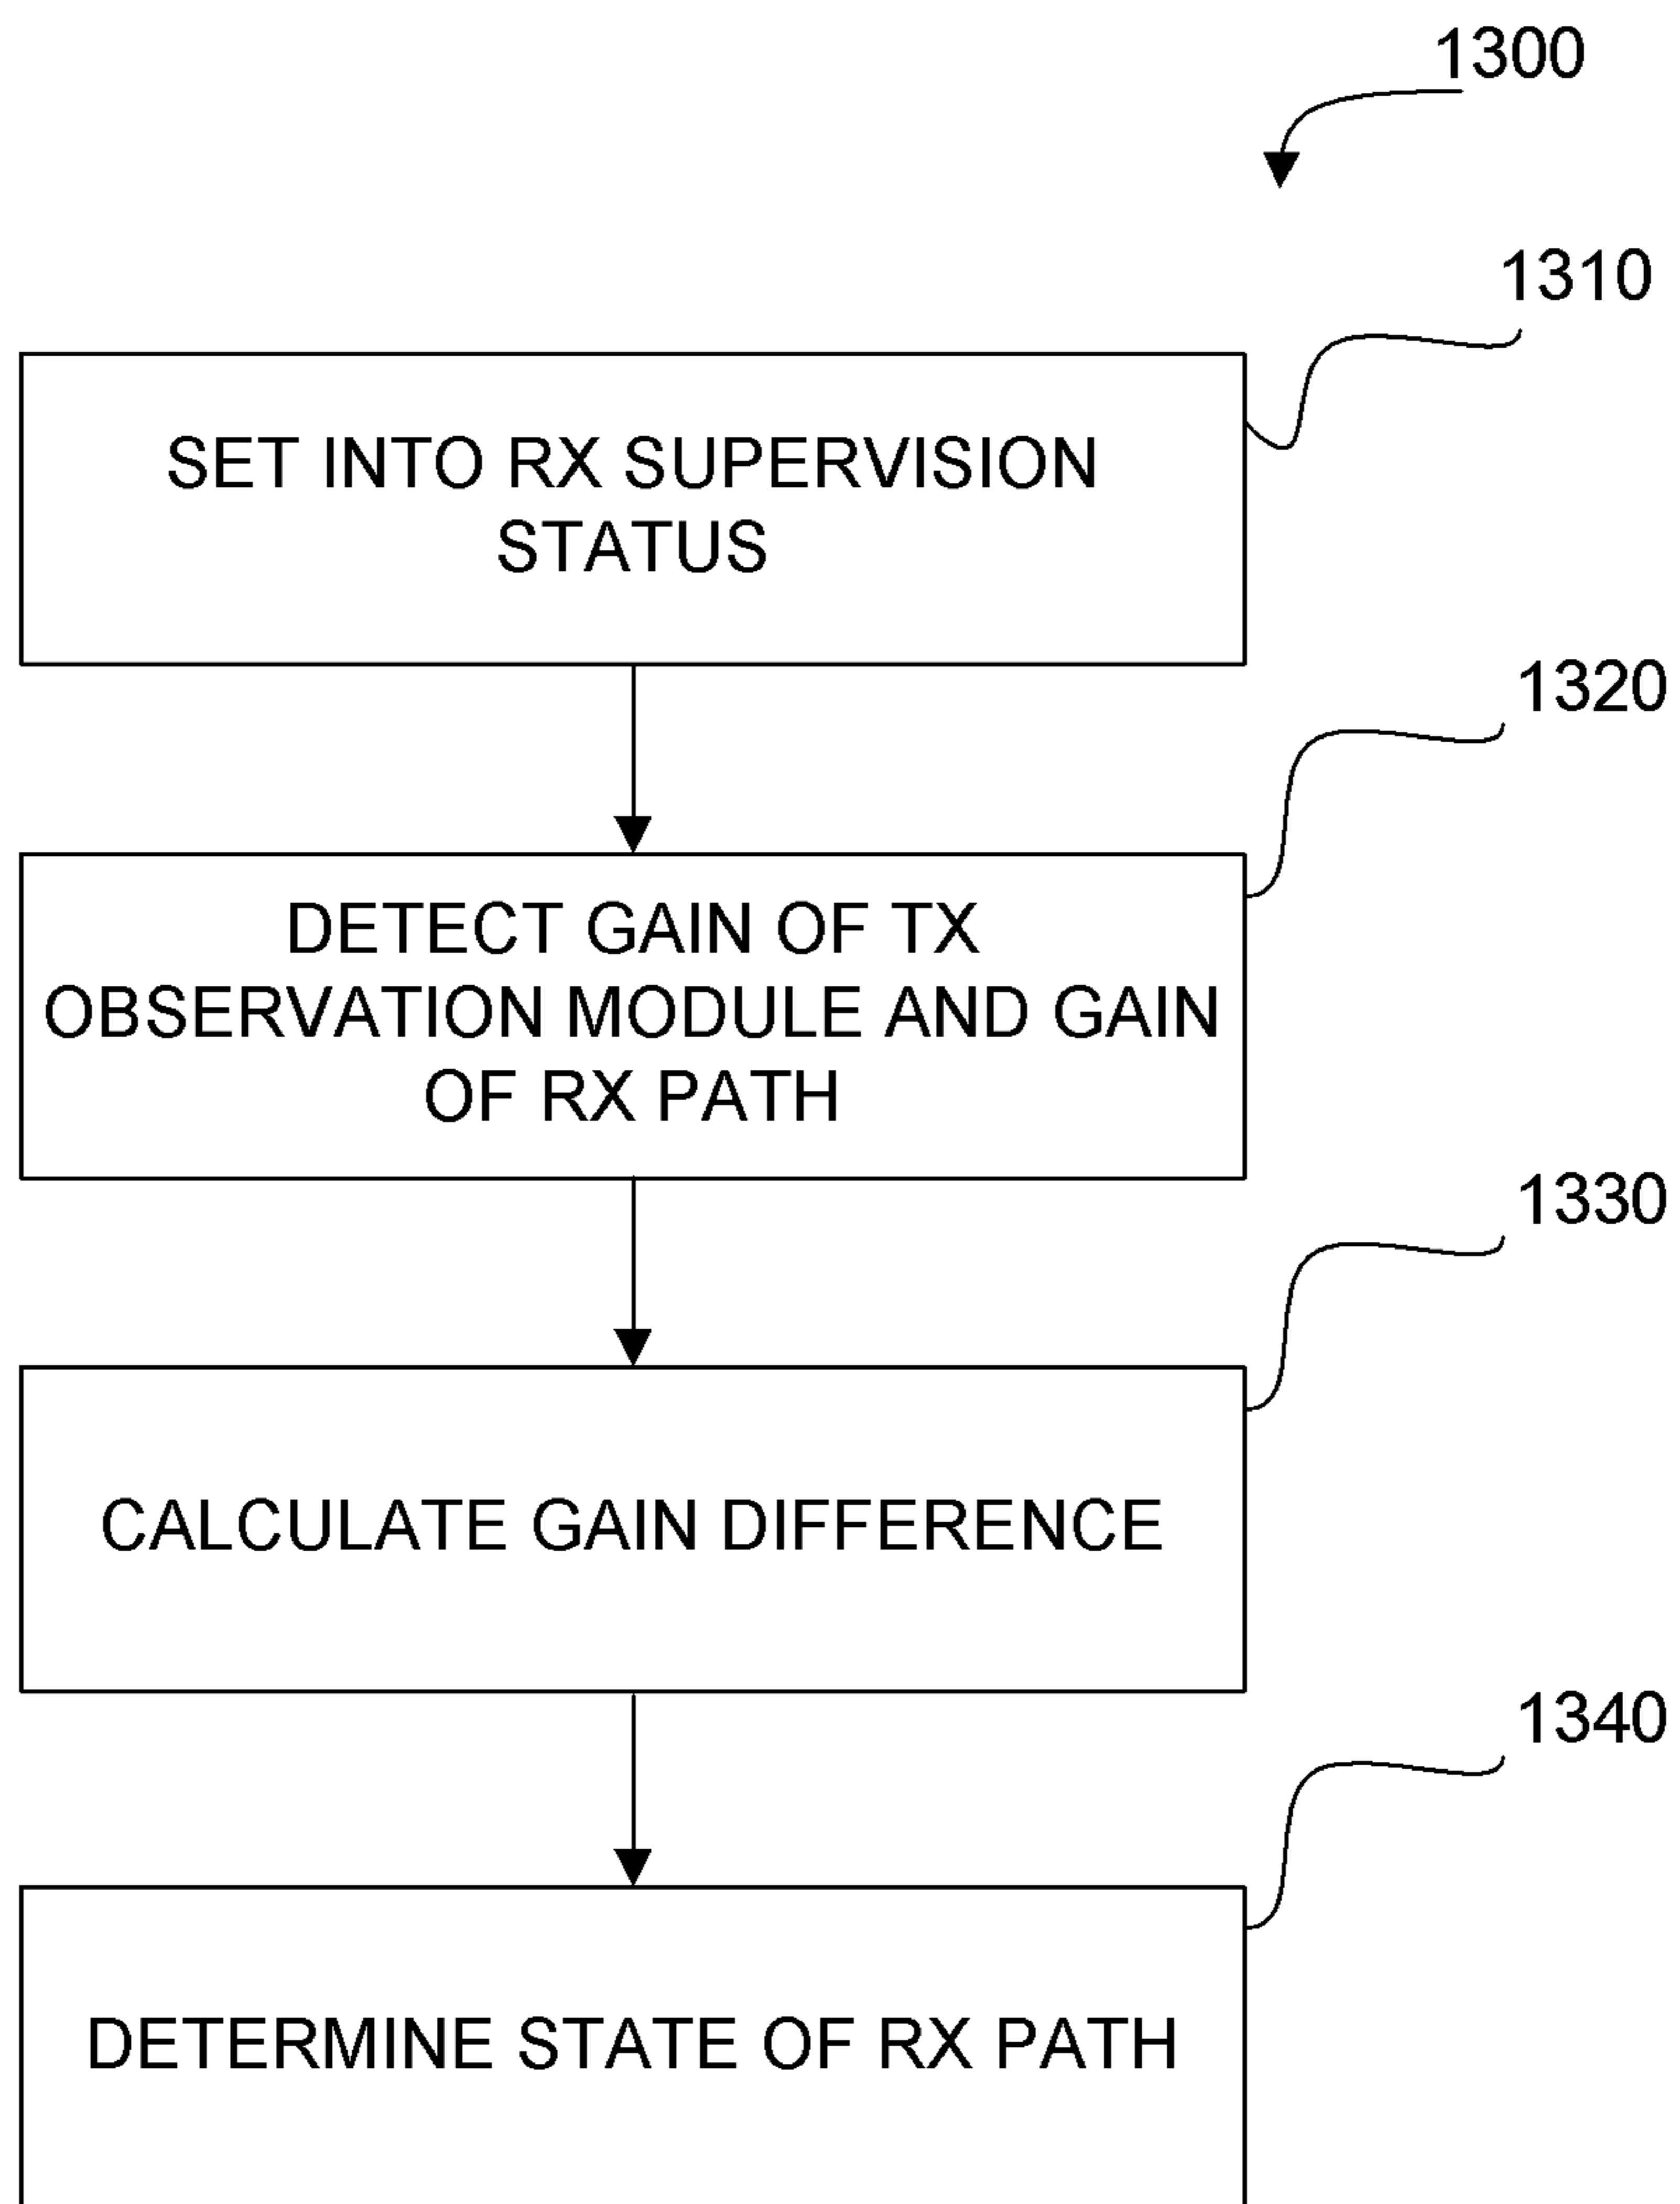 1300
1310
SET INTO RX SUPERVISION
STATUS
1320
DETECT GAIN OF TX
OBSERVATION MODULE AND GAIN
OF RX PATH
1330
CALCULATE GAIN DIFFERENCE
1340
DETERMINE STATE OF RX PATH